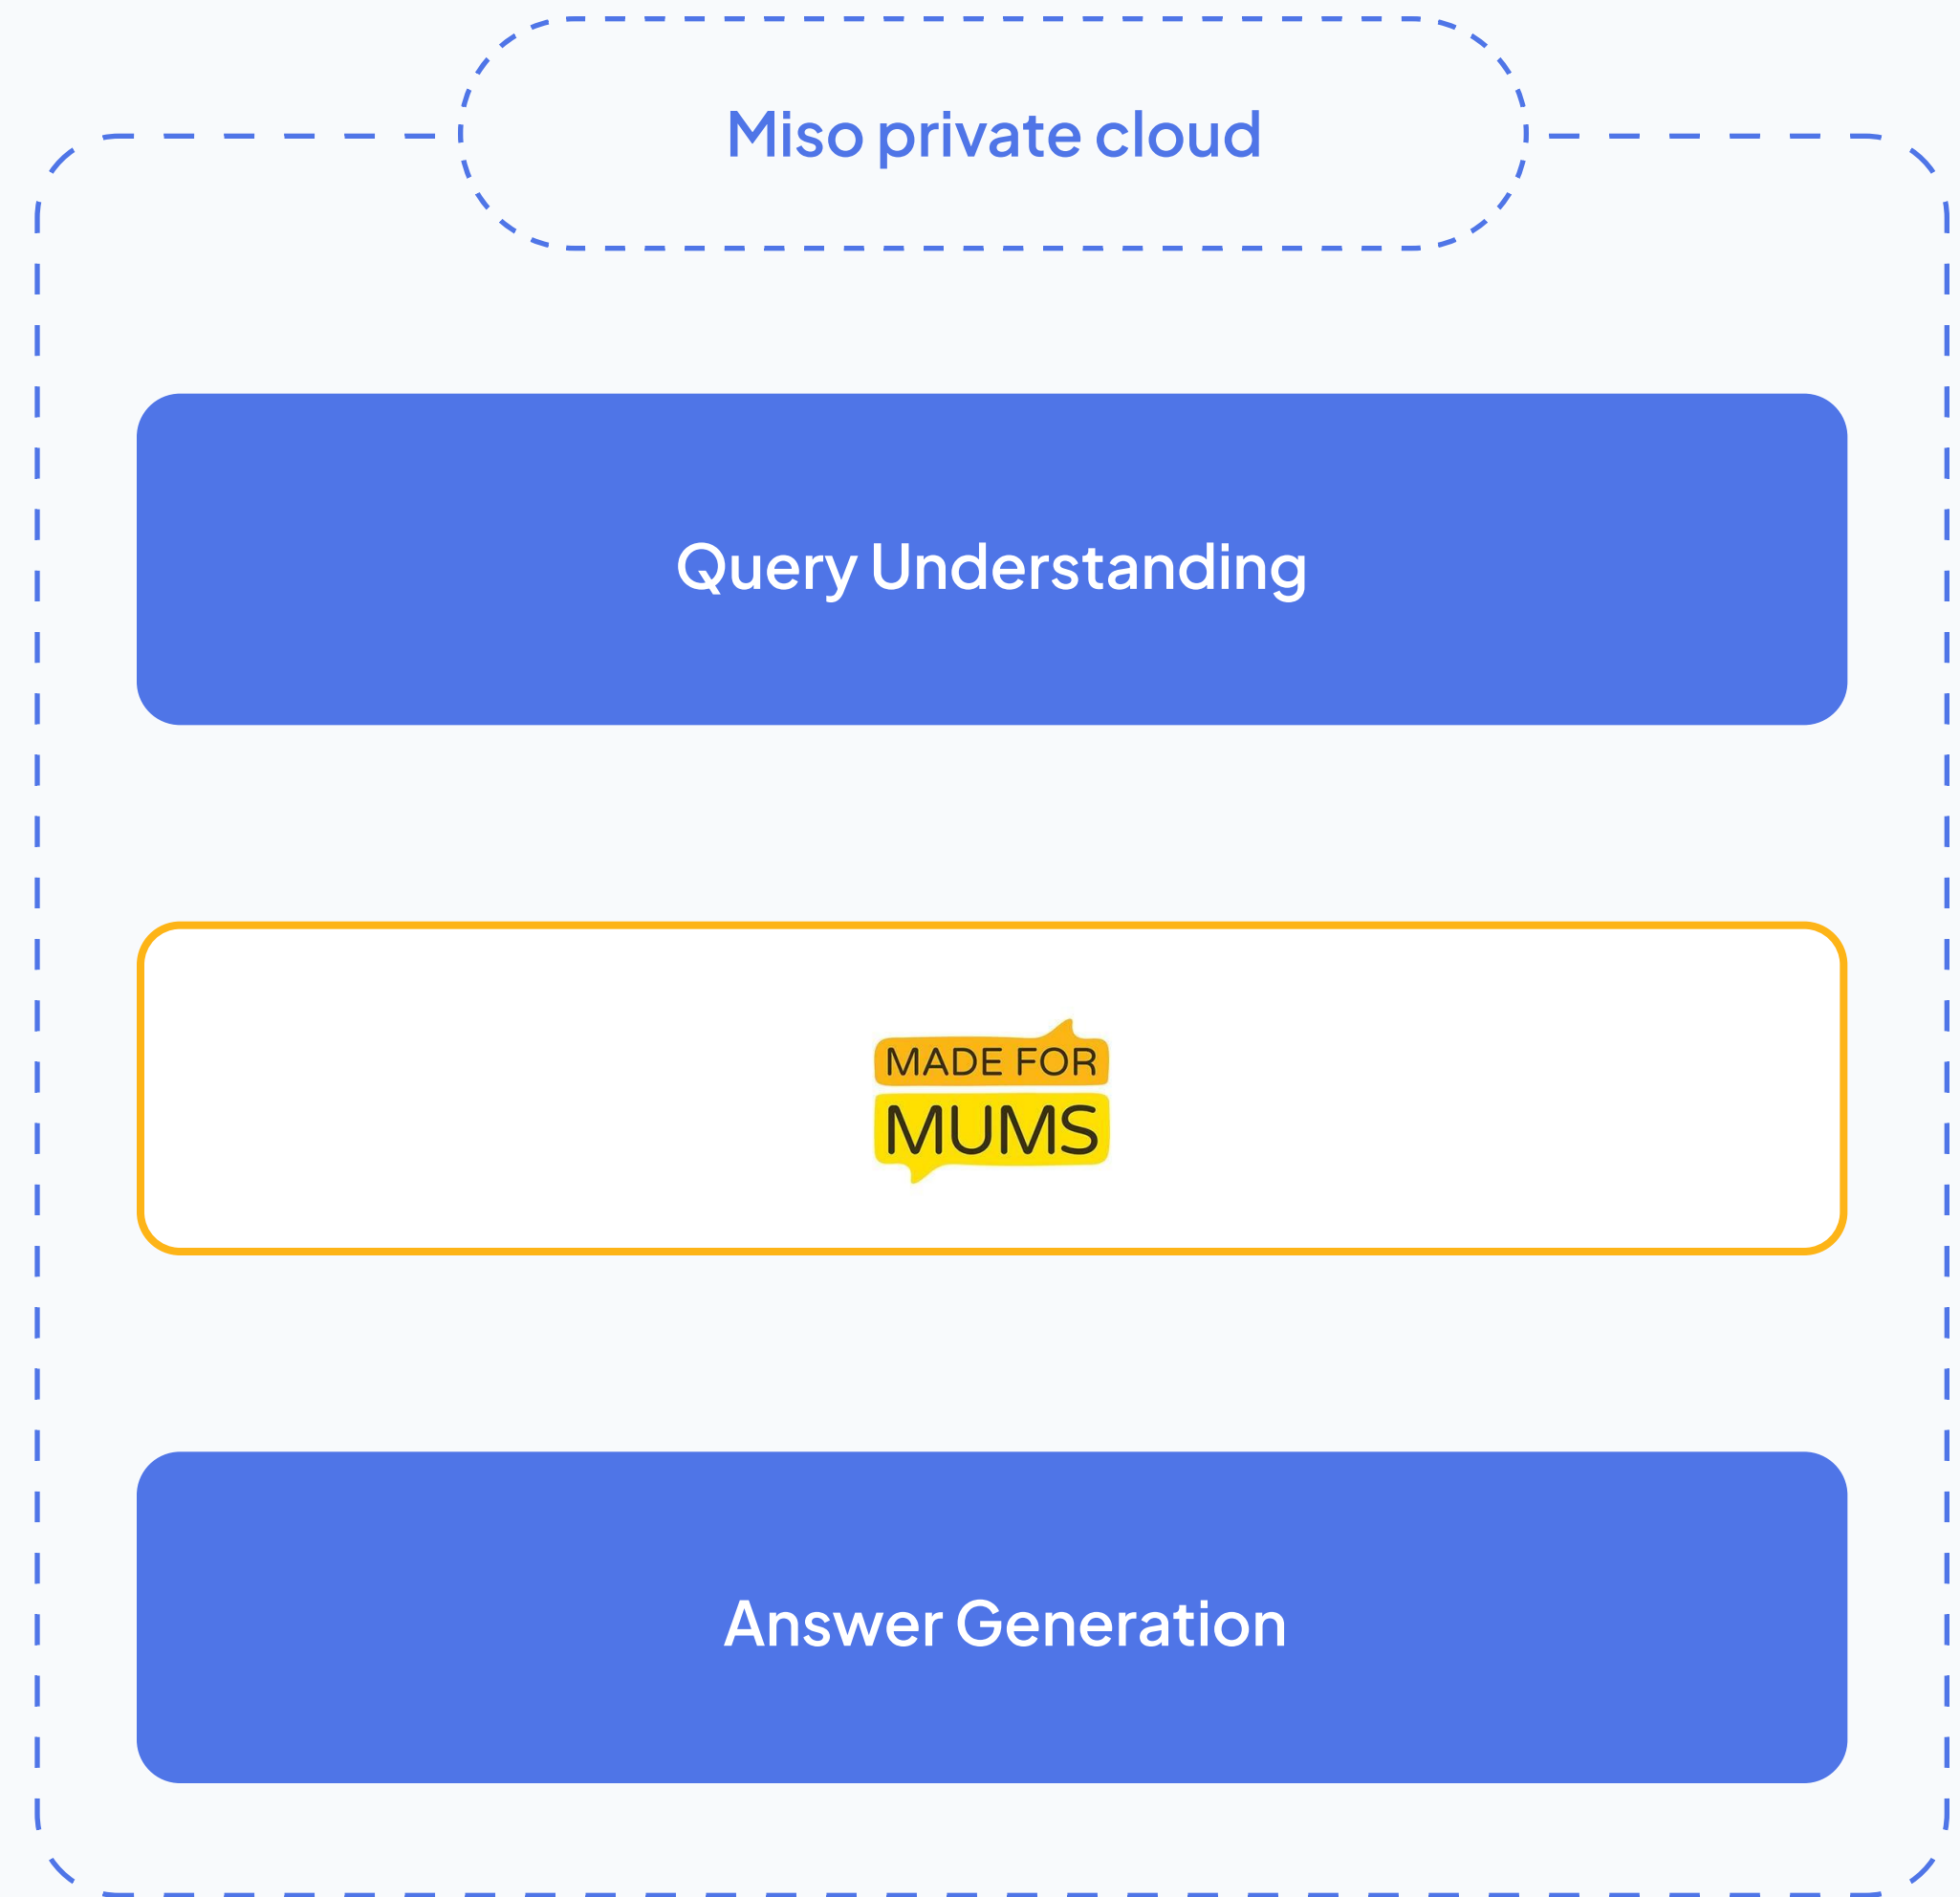 Miso private cloud
Query Understanding
MADE FOR
MUMS
Answer Generation